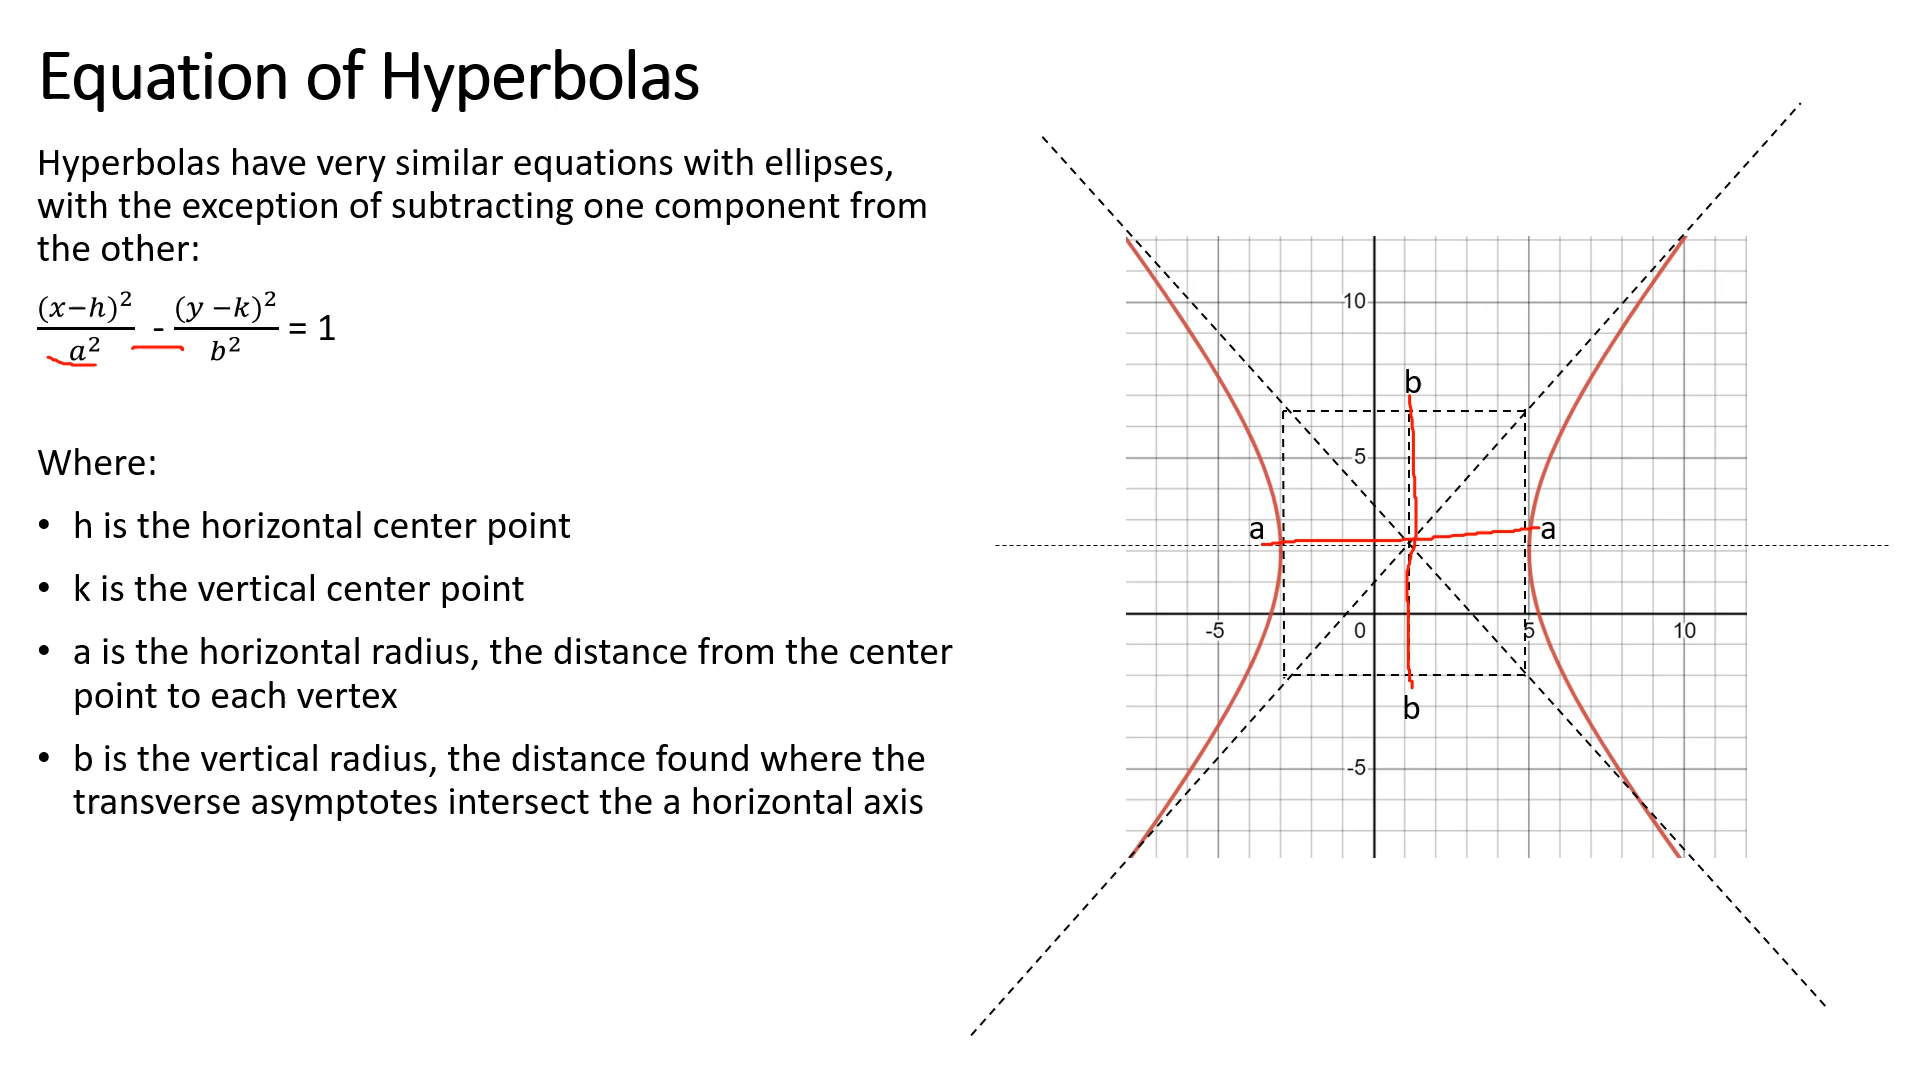 Equation of Hyperbolas
Hyperbolas have very similar equations with ellipses,
with the exception of subtracting one component from
the other:
(x−h)²/a² - (y −k)²/b² = 1
Where:
• h is the horizontal center point
• k is the vertical center point
• a is the horizontal radius, the distance from the center
point to each vertex
• b is the vertical radius, the distance found where the
transverse asymptotes intersect the a horizontal axis
10
b
5
a a
-5 0 5 10
b
-5